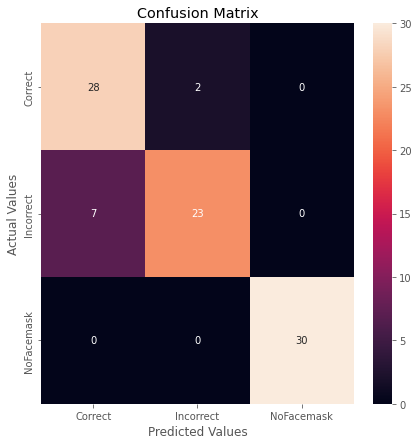 Confusion Matrix
Correct
28
2
0
Incorrect
7
23
0
NoFacemask
0
0
30
Actual Values
Correct
Incorrect
NoFacemask
Predicted Values
30
25
20
15
10
5
0